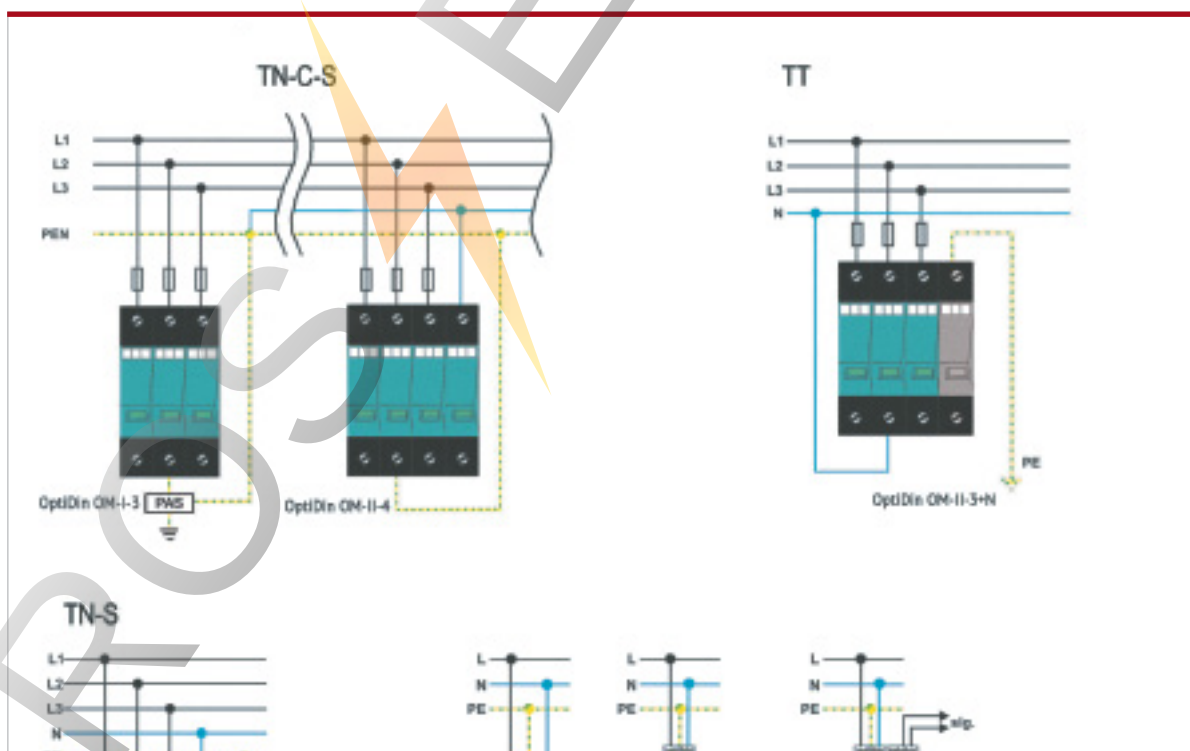 TN-C-S
L1
L2
L3
PEN
OptiDin OM-I-3
PAS
OptiDin OM-II-4
TT
L1
L2
L3
N
PE
OptiDin OM-II-3+N
TN-S
L1
L2
L3
N
L
N
PE
L
N
PE
L
N
PE
sig.
ROS